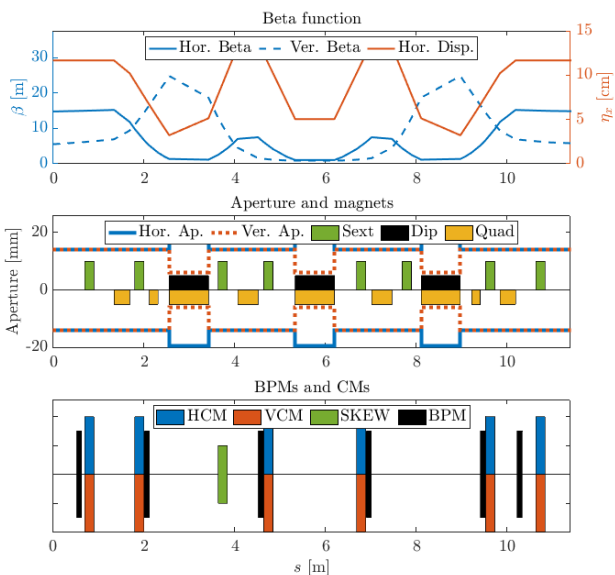 Beta function
Hor. Beta Ver. Beta Hor. Disp.
β [m]
30
20
10
0
15
10
5
0
η_x [cm]
0 2 4 6 8 10
Aperture and magnets
Hor. Ap. Ver. Ap. Sext Dip Quad
Aperture [mm]
20
0
-20
0 2 4 6 8 10
BPMs and CMs
HCM VCM SKEW BPM
0 2 4 6 8 10
s [m]